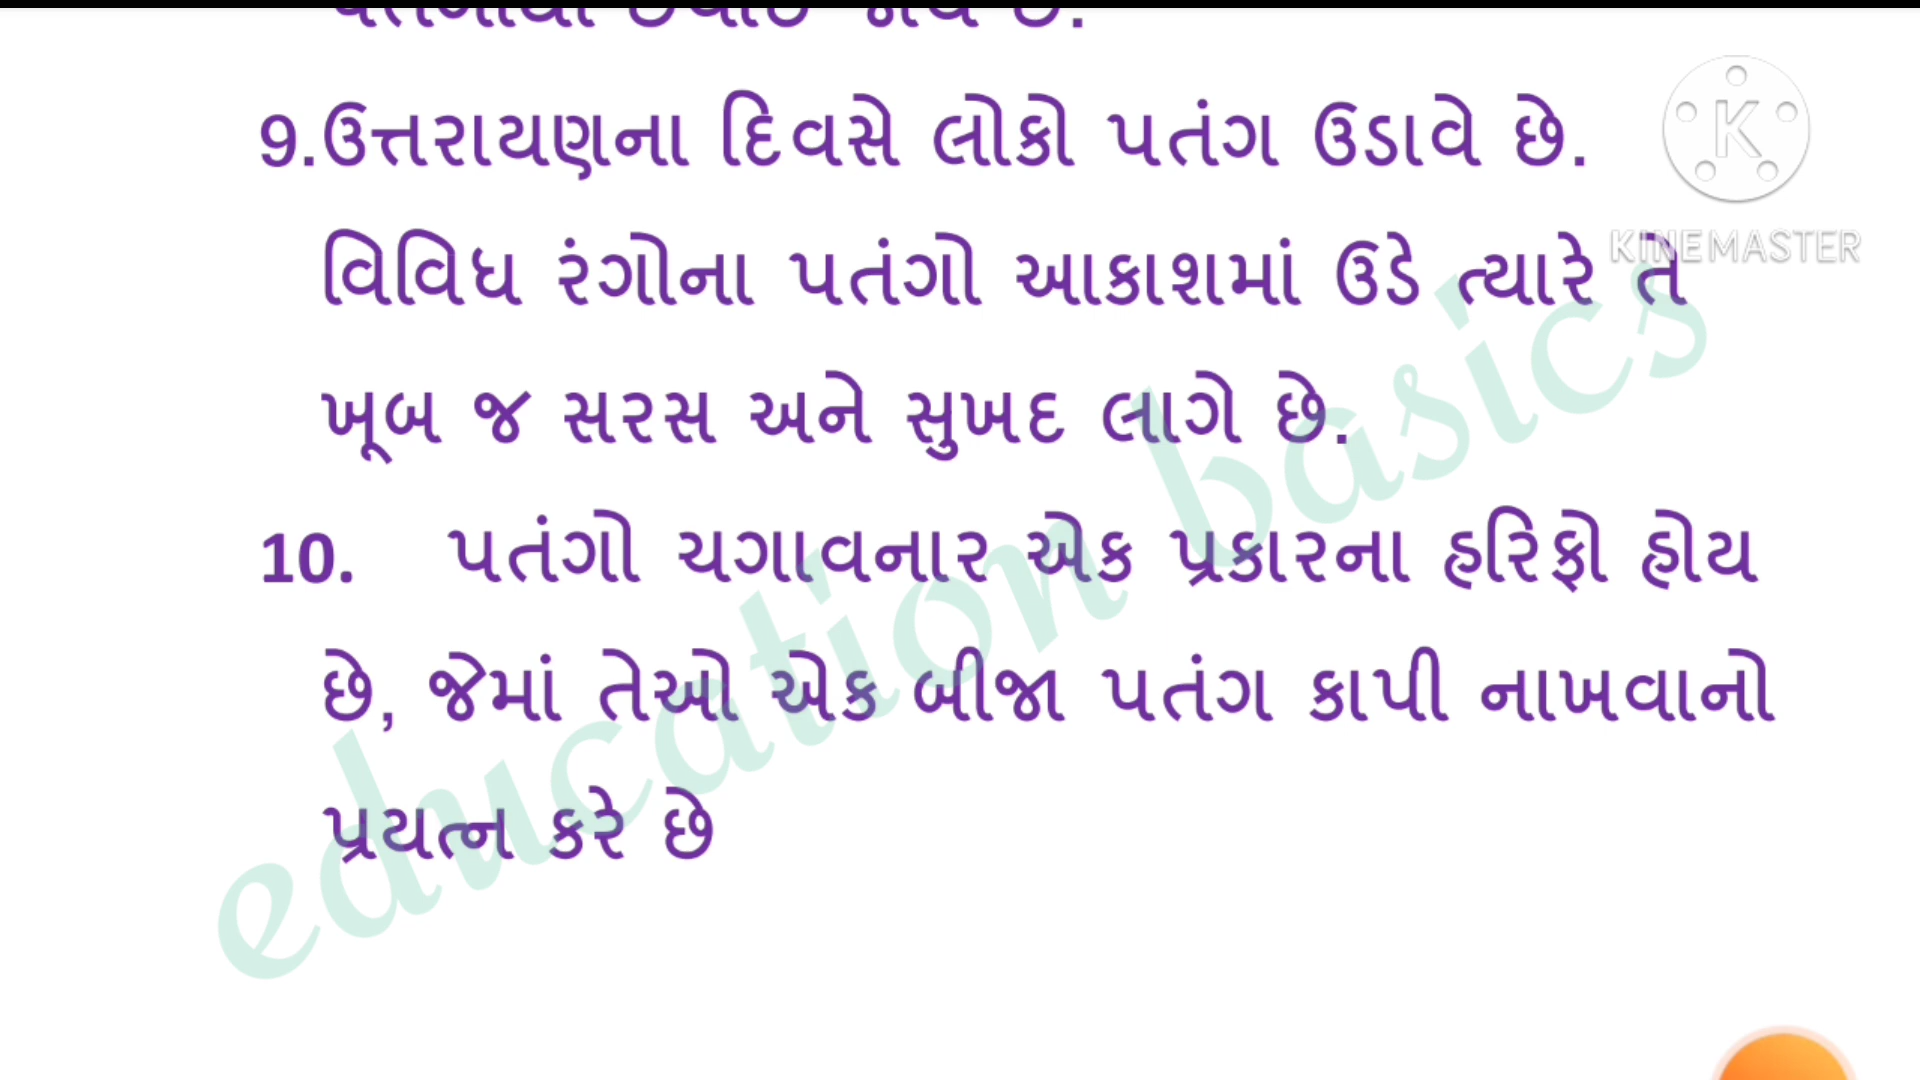 9.ઉત્તરાયણના દિવસે લોકો પતંગ ઉડાવે છે.
વિવિધ રંગોના પતંગો આકાશમાં ઉડે ત્યારે તે
ખૂબ જ સરસ અને સુખદ લાગે છે.
10. પતંગો ચગાવનાર એક પ્રકારના હરિફો હોય
છે, જેમાં તેઓ એક બીજા પતંગ કાપી નાખવાનો
પ્રયત્ન કરે છે
K
KINEMASTER
education basics